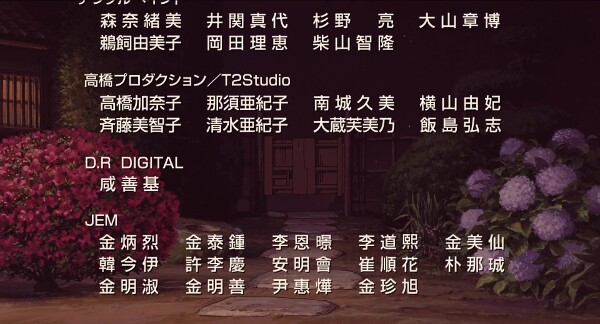 森奈緒美 井関真代 杉野 亮 大山章博
鵜飼由美子 岡田理恵 柴山智隆
高橋プロダクション／T2Studio
高橋加奈子 那須亜紀子 南城久美 横山由妃
斉藤美智子 清水亜紀子 大蔵芙美乃 飯島弘志
D.R DIGITAL
咸善基
JEM
金炳烈 金泰鍾 李恩暻 李道熙 金美仙
韓今伊 許李慶 安明會 崔順花 朴那珹
金明淑 金明善 尹惠燁 金珍旭